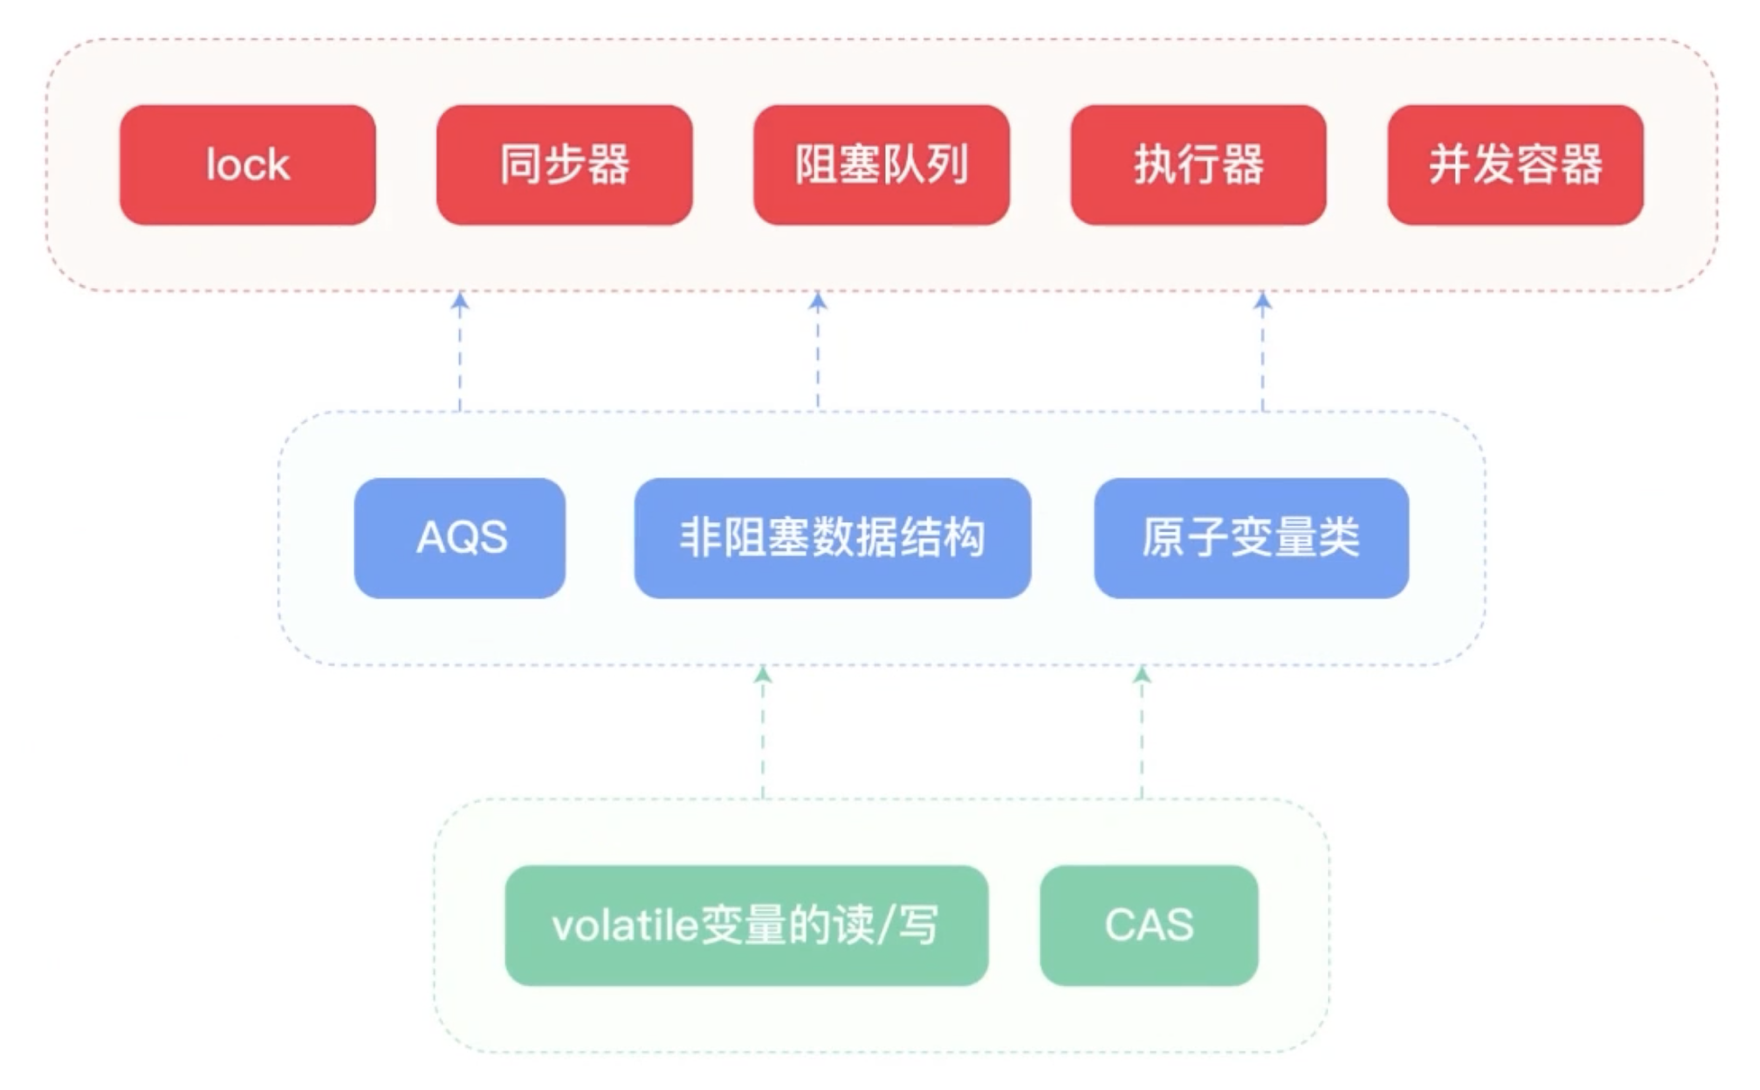 lock 同步器 阻塞队列 执行器 并发容器
AQS 非阻塞数据结构 原子变量类
volatile变量的读/写 CAS